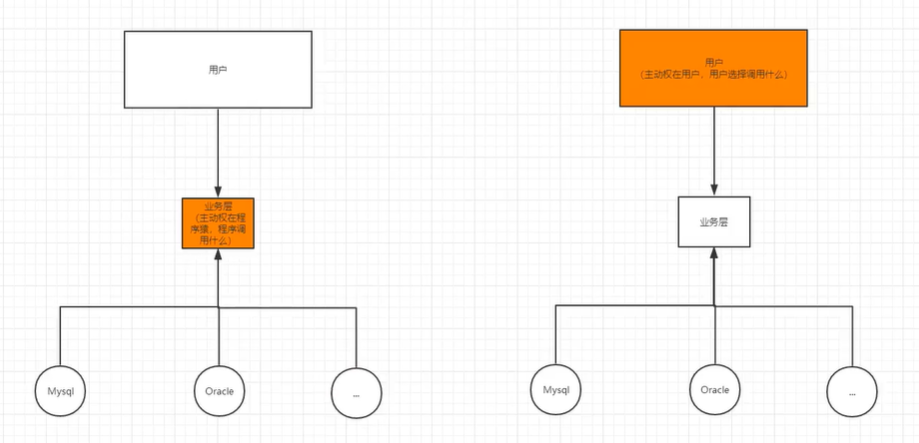 用户
业务层
（主动权在程
序猿，程序调
用什么）
Mysql
Oracle
...
用户
（主动权在用户，用户选择调用什么）
业务层
Mysql
Oracle
...